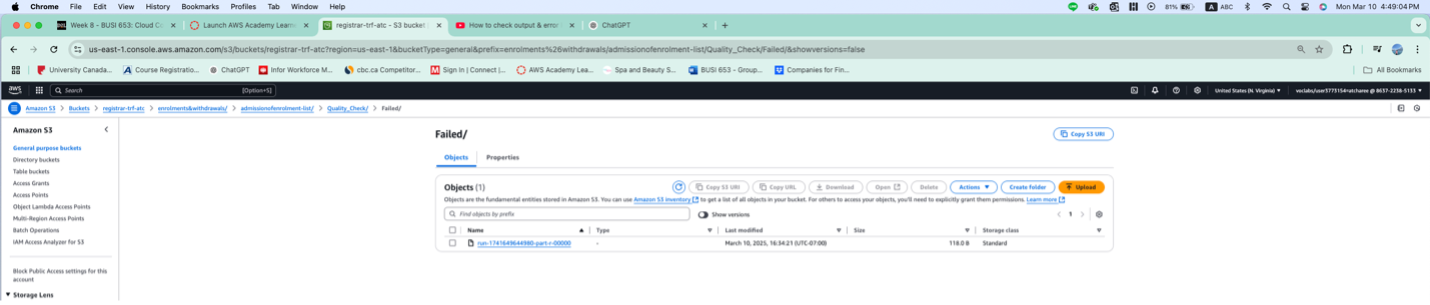 Chrome File Edit View History Bookmarks Profiles Tab Window Help 81% ABC Mon Mar 10 4:49:04 PM
Week 8 - BUSI 653: Cloud C Launch AWS Academy Learn registrar-trf-atc - S3 bucket How to check output & error ChatGPT
us-east-1.console.aws.amazon.com/s3/buckets/registrar-trf-atc?region=us-east-1&bucketType=general&prefix=enrolments%26withdrawals/admissionofenrolment-list/Quality_Check/Failed/&showversions=false
University Canada... Course Registratio... ChatGPT Infor Workforce M... cbc.ca Competitor... Sign In | Connect |... AWS Academy Lea... Spa and Beauty S... BUSI 653 - Group... Companies for Fin... All Bookmarks
aws Search [Option+S] United States (N. Virginia)
Amazon S3 > Buckets > registrar-trf-atc > enrolments&withdrawals/ > admissionofenrolment-list/ > Quality_Check/ > Failed/
Amazon S3
General purpose buckets
Directory buckets
Table buckets
Access Grants
Access Points
Object Lambda Access Points
Multi-Region Access Points
Batch Operations
IAM Access Analyzer for S3
Block Public Access settings for this
account
Storage Lens
Failed/ Copy S3 URI
Objects Properties
Objects (1) Copy S3 URI Copy URL Download Open Delete Actions Create folder Upload
Objects are the fundamental entities stored in Amazon S3. You can use Amazon S3 inventory to get a list of all objects in your bucket. For others to access your objects, you'll need to explicitly grant them permissions. Learn more
Find objects by prefix Show versions 1
Name Type Last modified Size Storage class
run-1741649644980-part-r-00000 - March 10, 2025, 16:34:21 (UTC-07:00) 118.0 B Standard